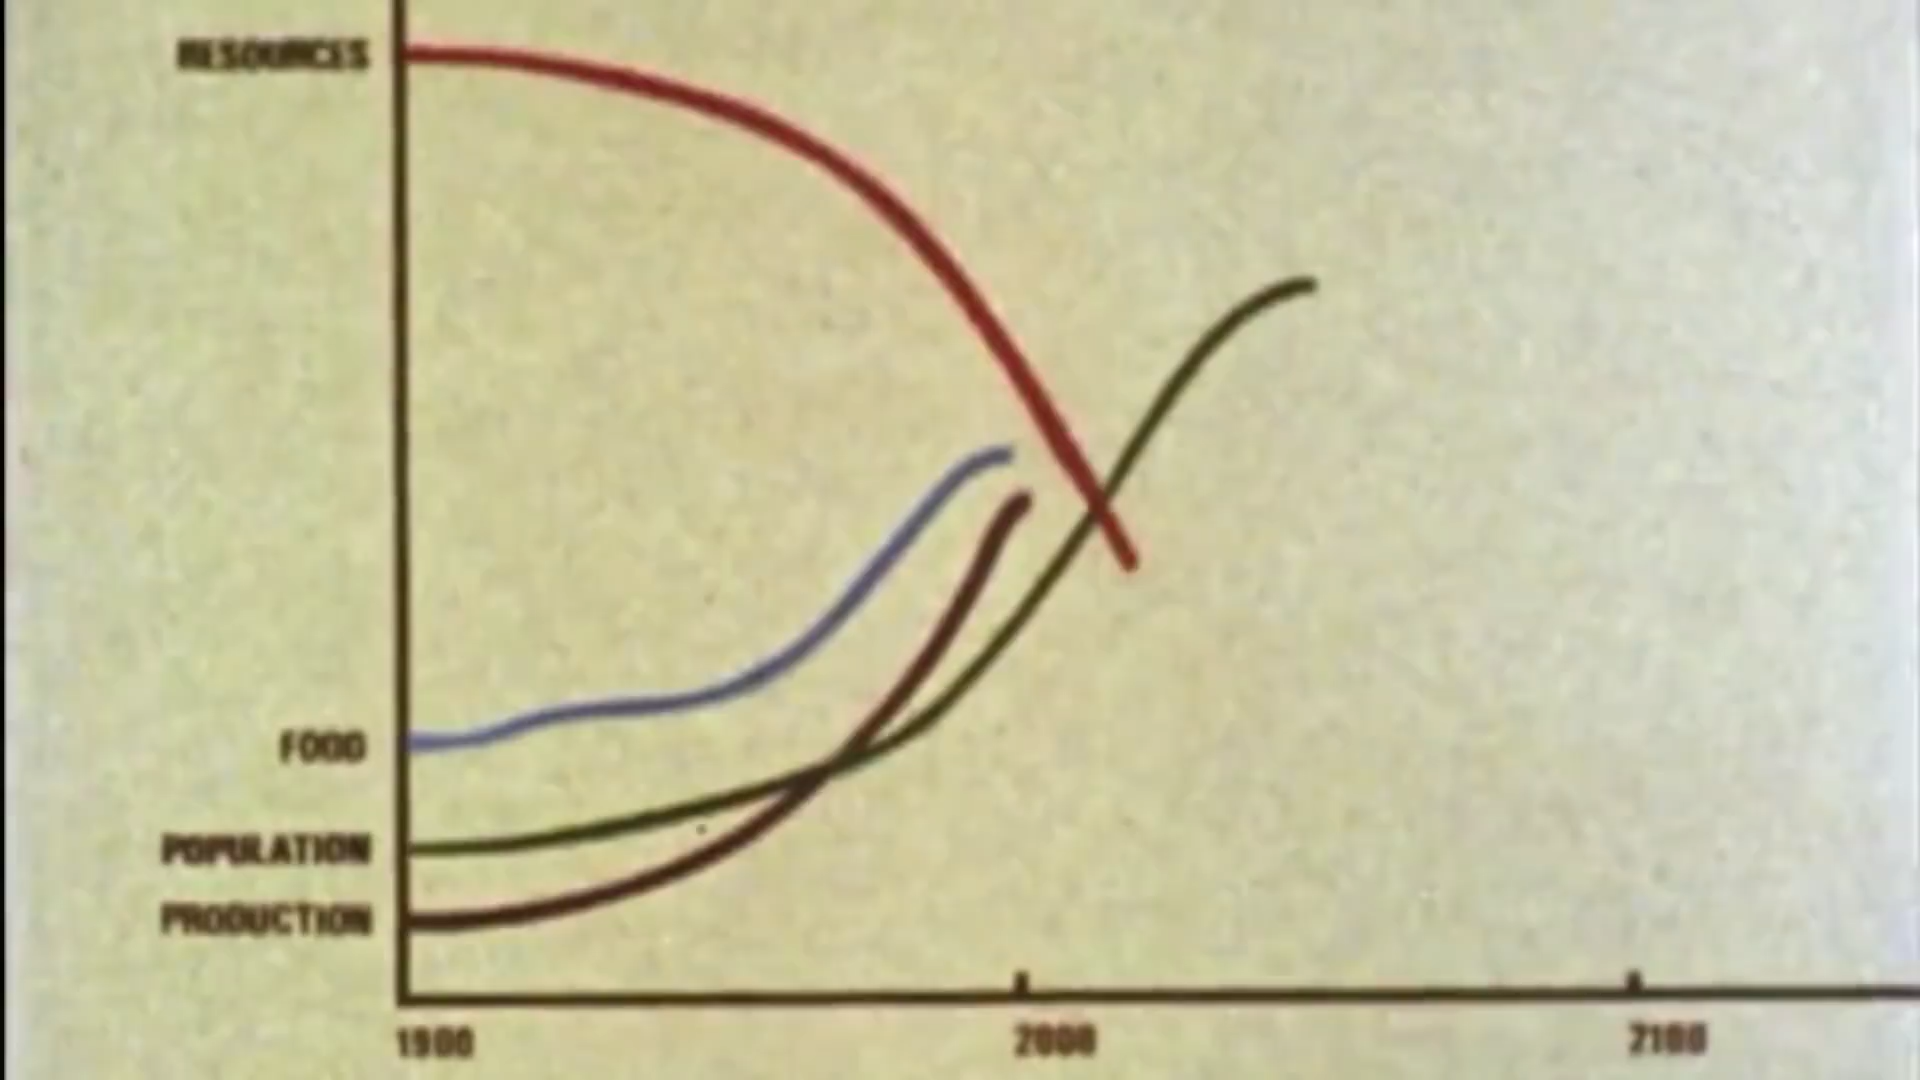 RESOURCES
FOOD
POPULATION
PRODUCTION
1900 2000 2100